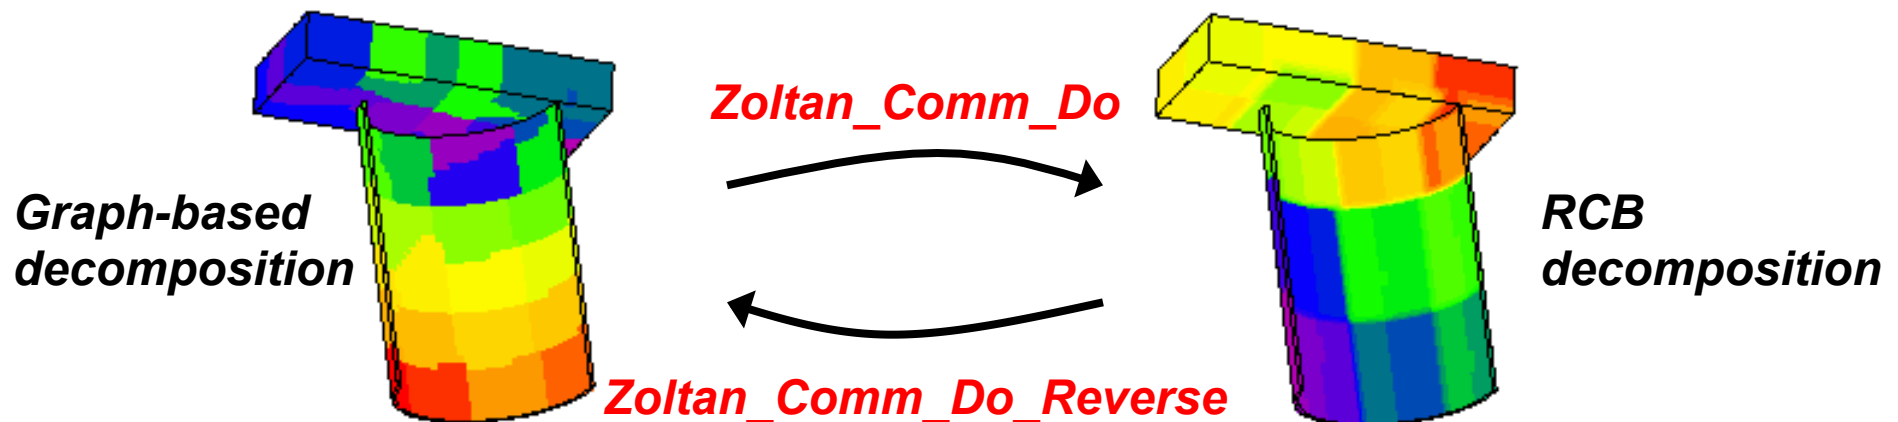 Zoltan_Comm_Do
Graph-based
decomposition
RCB
decomposition
Zoltan_Comm_Do_Reverse